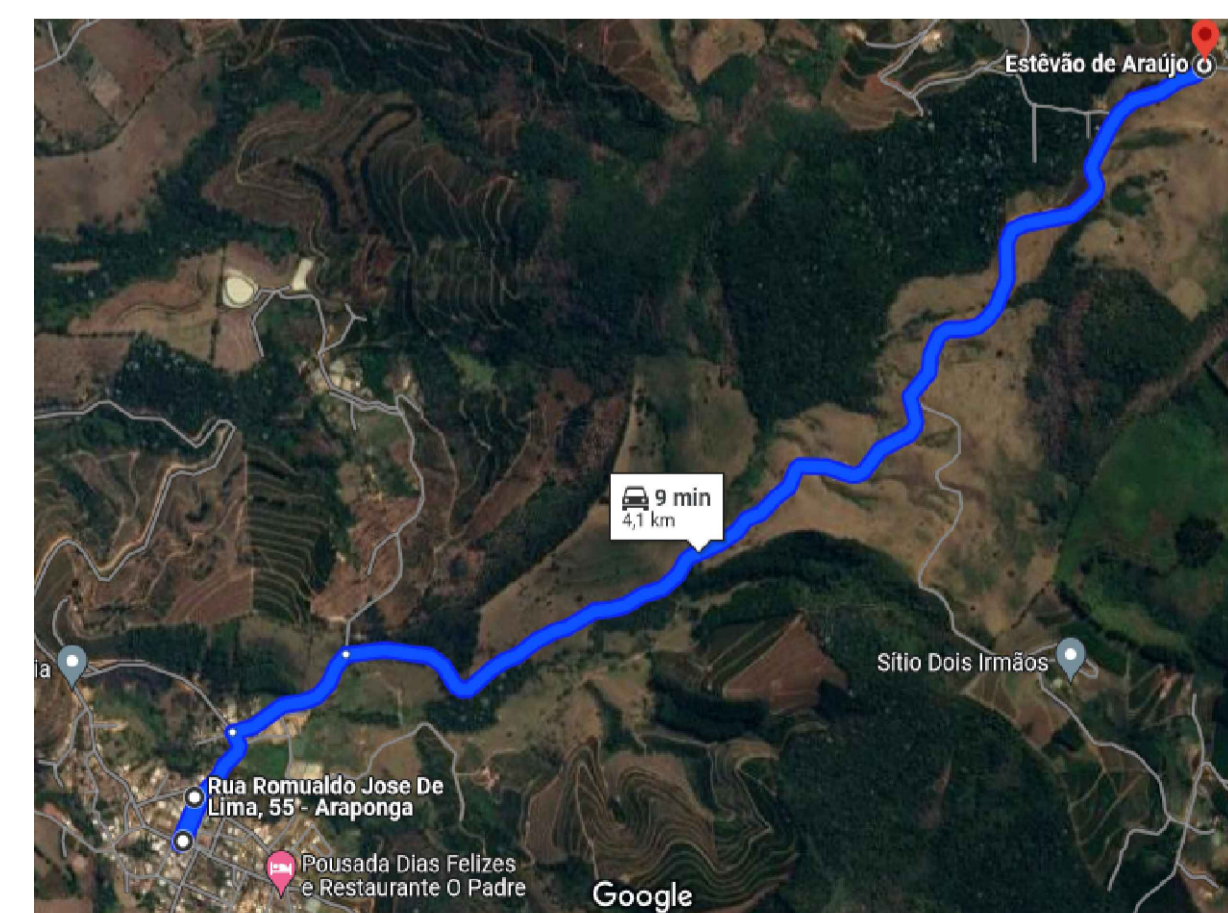 Estêvão de Araújo
9 min
4,1 km
Sítio Dois Irmãos
ia
Rua Romualdo Jose De
Lima, 55 - Araponga
Pousada Dias Felizes
e Restaurante O Padre
Google